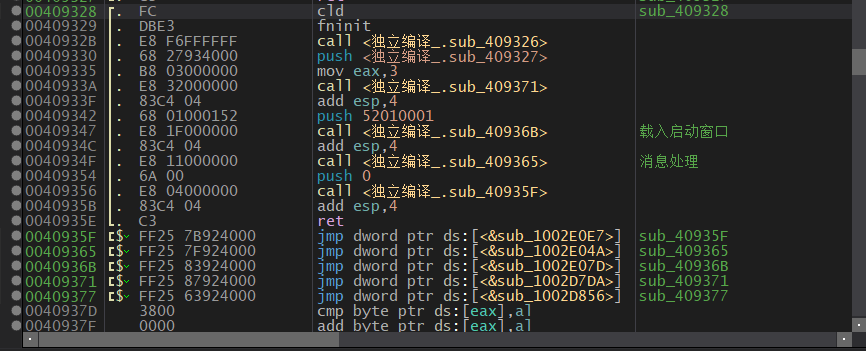 00409328 FC cld sub_409328
00409329 DBE3 fninit
0040932B E8 F6FFFFFF call <独立编译_.sub_409326>
00409330 68 27934000 push <独立编译_.sub_409327>
00409335 B8 03000000 mov eax,3
0040933A E8 32000000 call <独立编译_.sub_409371>
0040933F 83C4 04 add esp,4
00409342 68 01000152 push 52010001
00409347 E8 1F000000 call <独立编译_.sub_40936B> 载入启动窗口
0040934C 83C4 04 add esp,4
0040934F E8 11000000 call <独立编译_.sub_409365> 消息处理
00409354 6A 00 push 0
00409356 E8 04000000 call <独立编译_.sub_40935F>
0040935B 83C4 04 add esp,4
0040935E C3 ret
0040935F $ FF25 7B924000 jmp dword ptr ds:[<&sub_1002E0E7>] sub_40935F
00409365 $ FF25 7F924000 jmp dword ptr ds:[<&sub_1002E04A>] sub_409365
0040936B $ FF25 83924000 jmp dword ptr ds:[<&sub_1002E07D>] sub_40936B
00409371 $ FF25 87924000 jmp dword ptr ds:[<&sub_1002D7DA>] sub_409371
00409377 $ FF25 63924000 jmp dword ptr ds:[<&sub_1002D856>] sub_409377
0040937D 3800 cmp byte ptr ds:[eax],al
0040937F 0000 add byte ptr ds:[eax],al